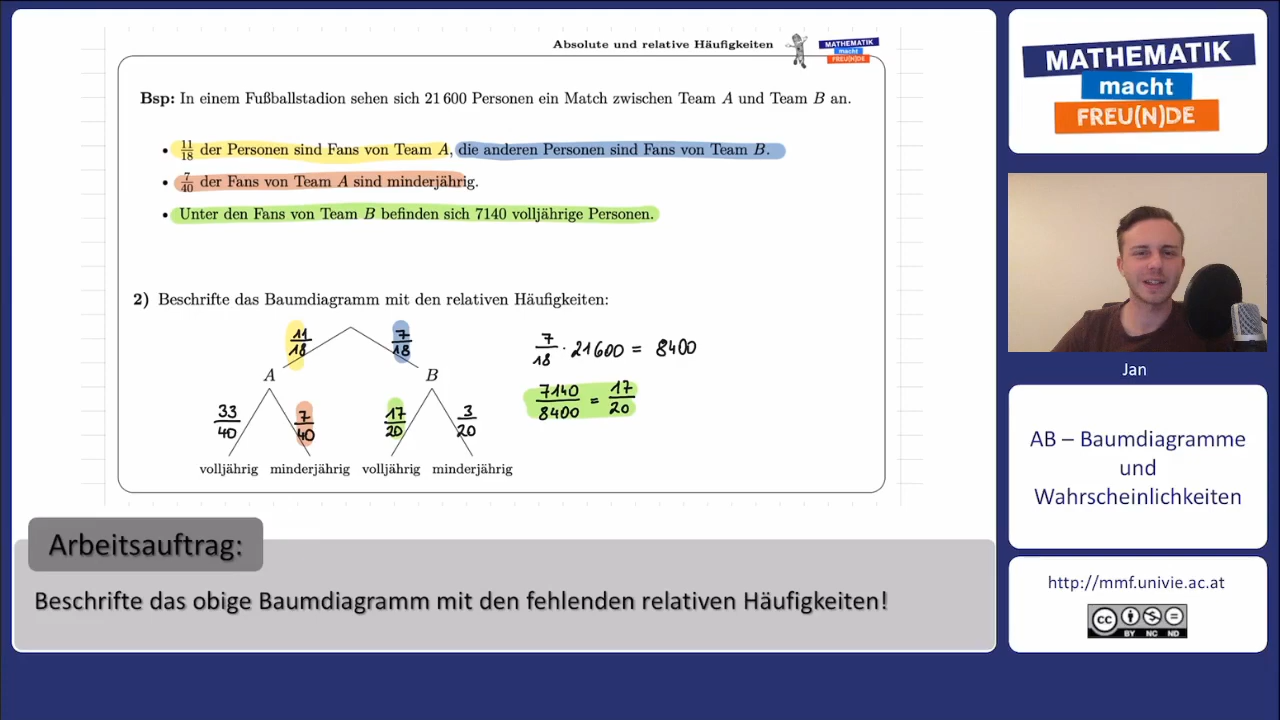 Absolute und relative Häufigkeiten
MATHEMATIK
macht
FREU(N)DE
Bsp: In einem Fußballstadion sehen sich 21 600 Personen ein Match zwischen Team A und Team B an.
• 11/18 der Personen sind Fans von Team A, die anderen Personen sind Fans von Team B.
• 7/40 der Fans von Team A sind minderjährig.
• Unter den Fans von Team B befinden sich 7140 volljährige Personen.
2) Beschrifte das Baumdiagramm mit den relativen Häufigkeiten:
11/18 7/18
7/18 · 21600 = 8400
A B
7140/8400 = 17/20
33/40 7/40 17/20 3/20
volljährig minderjährig volljährig minderjährig
Arbeitsauftrag:
Beschrifte das obige Baumdiagramm mit den fehlenden relativen Häufigkeiten!
MATHEMATIK
macht
FREU(N)DE
Jan
AB – Baumdiagramme
und
Wahrscheinlichkeiten
http://mmf.univie.ac.at
cc
BY NC ND